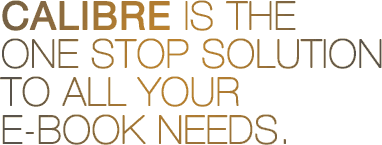 CALIBRE IS THE
ONE STOP SOLUTION
TO ALL YOUR
E-BOOK NEEDS.